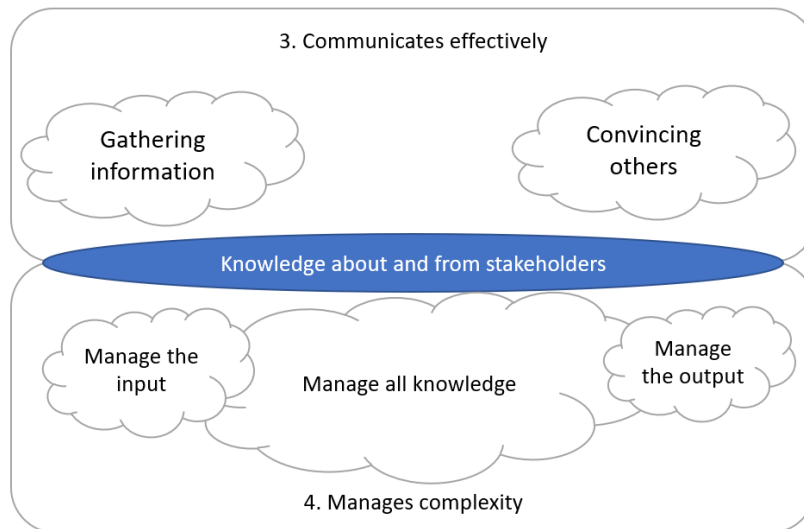 3. Communicates effectively
Gathering
information
Convincing
others
Knowledge about and from stakeholders
Manage the
input
Manage all knowledge
Manage
the output
4. Manages complexity